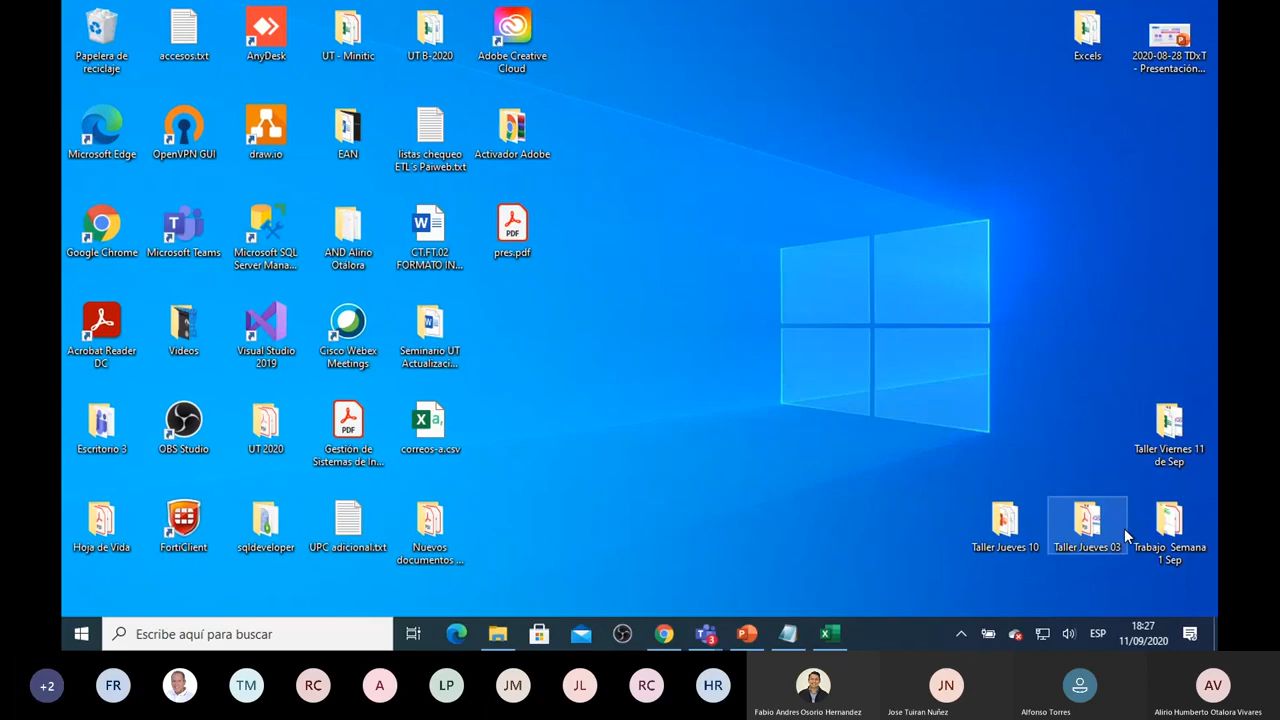 Papelera de
reciclaje
accesos.txt
AnyDesk
UT - Minitic
UT B-2020
Adobe Creative
Cloud
Excels
2020-08-28 TDxT
- Presentación...
Microsoft Edge
OpenVPN GUI
draw.io
EAN
listas chequeo
ETL's Paiweb.txt
Activador Adobe
Google Chrome
Microsoft Teams
Microsoft SQL
Server Mana...
AND Alirio
Otalora
CT.FT.02
FORMATO IN...
PDF
pres.pdf
Acrobat Reader
DC
Videos
Visual Studio
2019
Cisco Webex
Meetings
Seminario UT
Actualizaci...
Escritorio 3
OBS Studio
UT 2020
PDF
Gestión de
Sistemas de In...
correos-a.csv
Taller Viernes 11
de Sep
Hoja de Vida
FortiClient
sqldeveloper
UPC adicional.txt
Nuevos
documentos ...
Taller Jueves 10
Taller Jueves 03
Trabajo Semana
1 Sep
Escribe aquí para buscar
3
ESP
18:27
11/09/2020
+2
FR
TM
RC
A
LP
JM
JL
RC
HR
Fabio Andres Osorio Hernandez
JN
Jose Tuiran Nuñez
Alfonso Torres
AV
Alirio Humberto Otalora Vivares